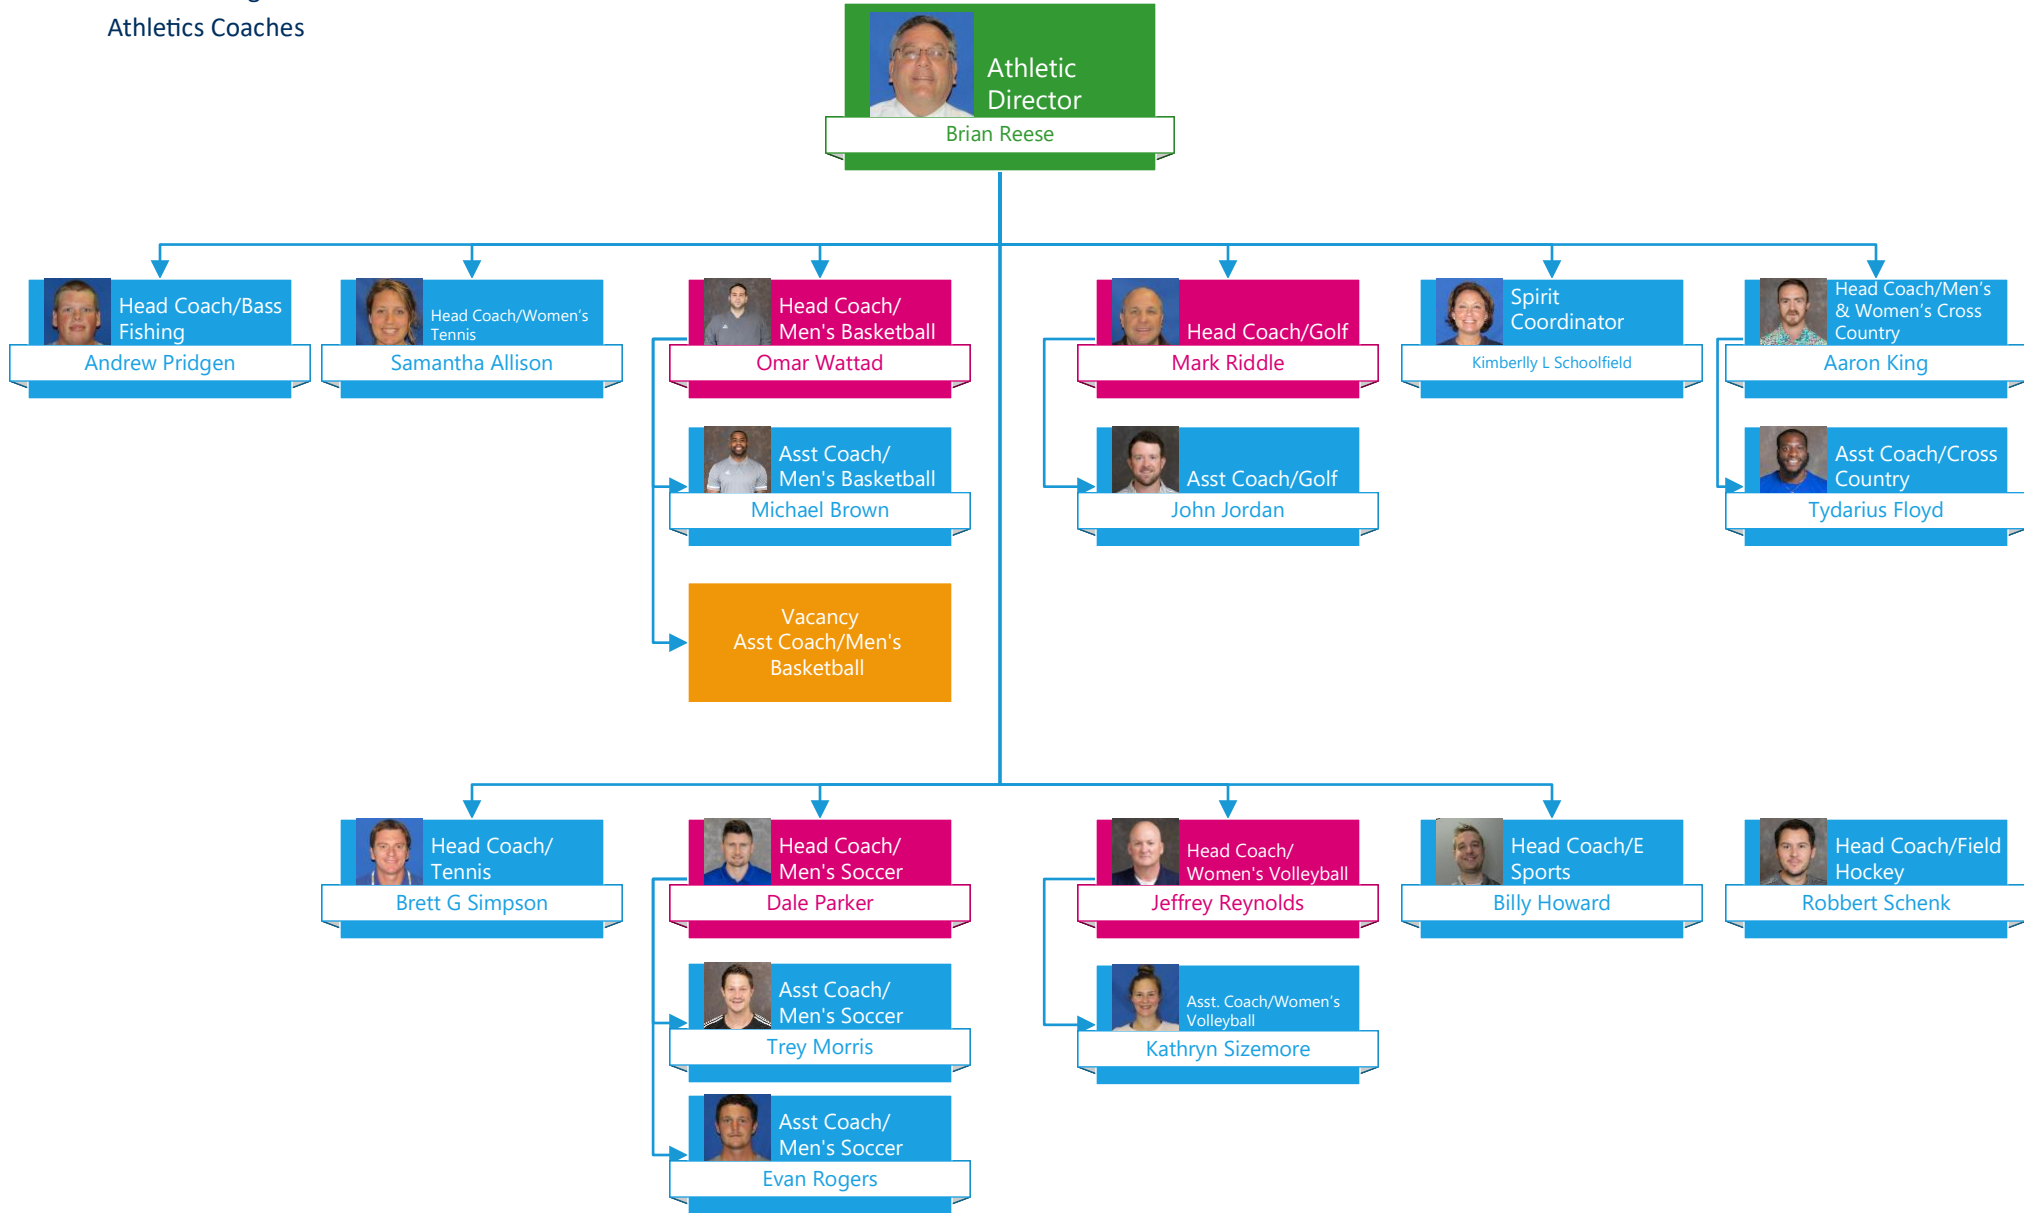 Athletics Coaches
Athletic
Director
Brian Reese
Head Coach/Bass
Fishing
Andrew Pridgen
Head Coach/Women's
Tennis
Samantha Allison
Head Coach/
Men's Basketball
Omar Wattad
Head Coach/Golf
Mark Riddle
Spirit
Coordinator
Kimberlly L Schoolfield
Head Coach/Men's
& Women's Cross
Country
Aaron King
Asst Coach/
Men's Basketball
Michael Brown
Asst Coach/Golf
John Jordan
Asst Coach/Cross
Country
Tydarius Floyd
Vacancy
Asst Coach/Men's
Basketball
Head Coach/
Tennis
Brett G Simpson
Head Coach/
Men's Soccer
Dale Parker
Head Coach/
Women's Volleyball
Jeffrey Reynolds
Head Coach/E
Sports
Billy Howard
Head Coach/Field
Hockey
Robbert Schenk
Asst Coach/
Men's Soccer
Trey Morris
Asst. Coach/Women's
Volleyball
Kathryn Sizemore
Asst Coach/
Men's Soccer
Evan Rogers